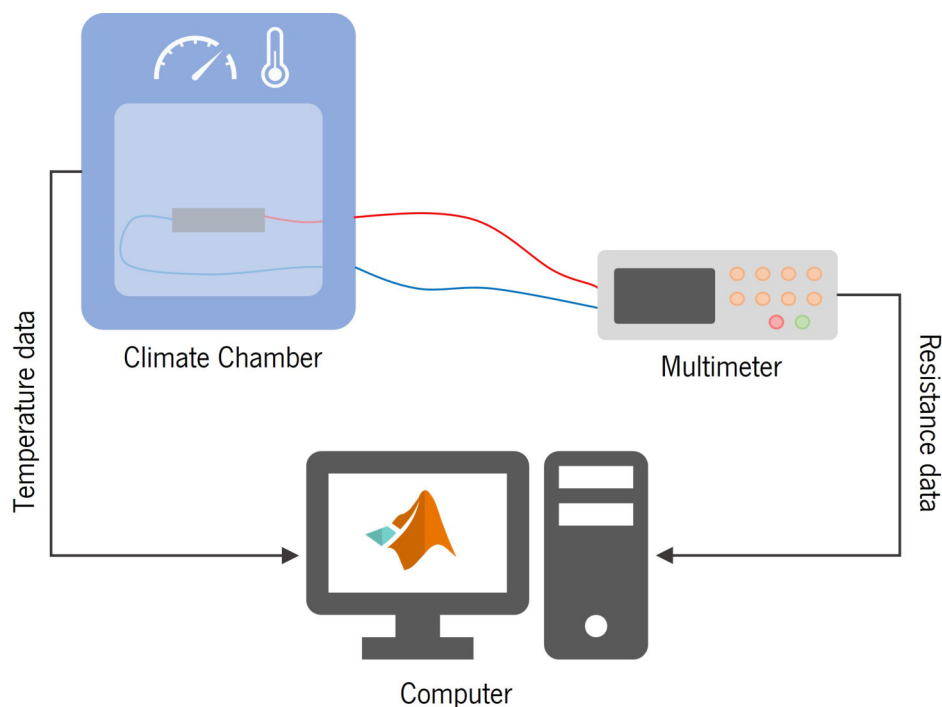 Climate Chamber
Multimeter
Temperature data
Resistance data
Computer